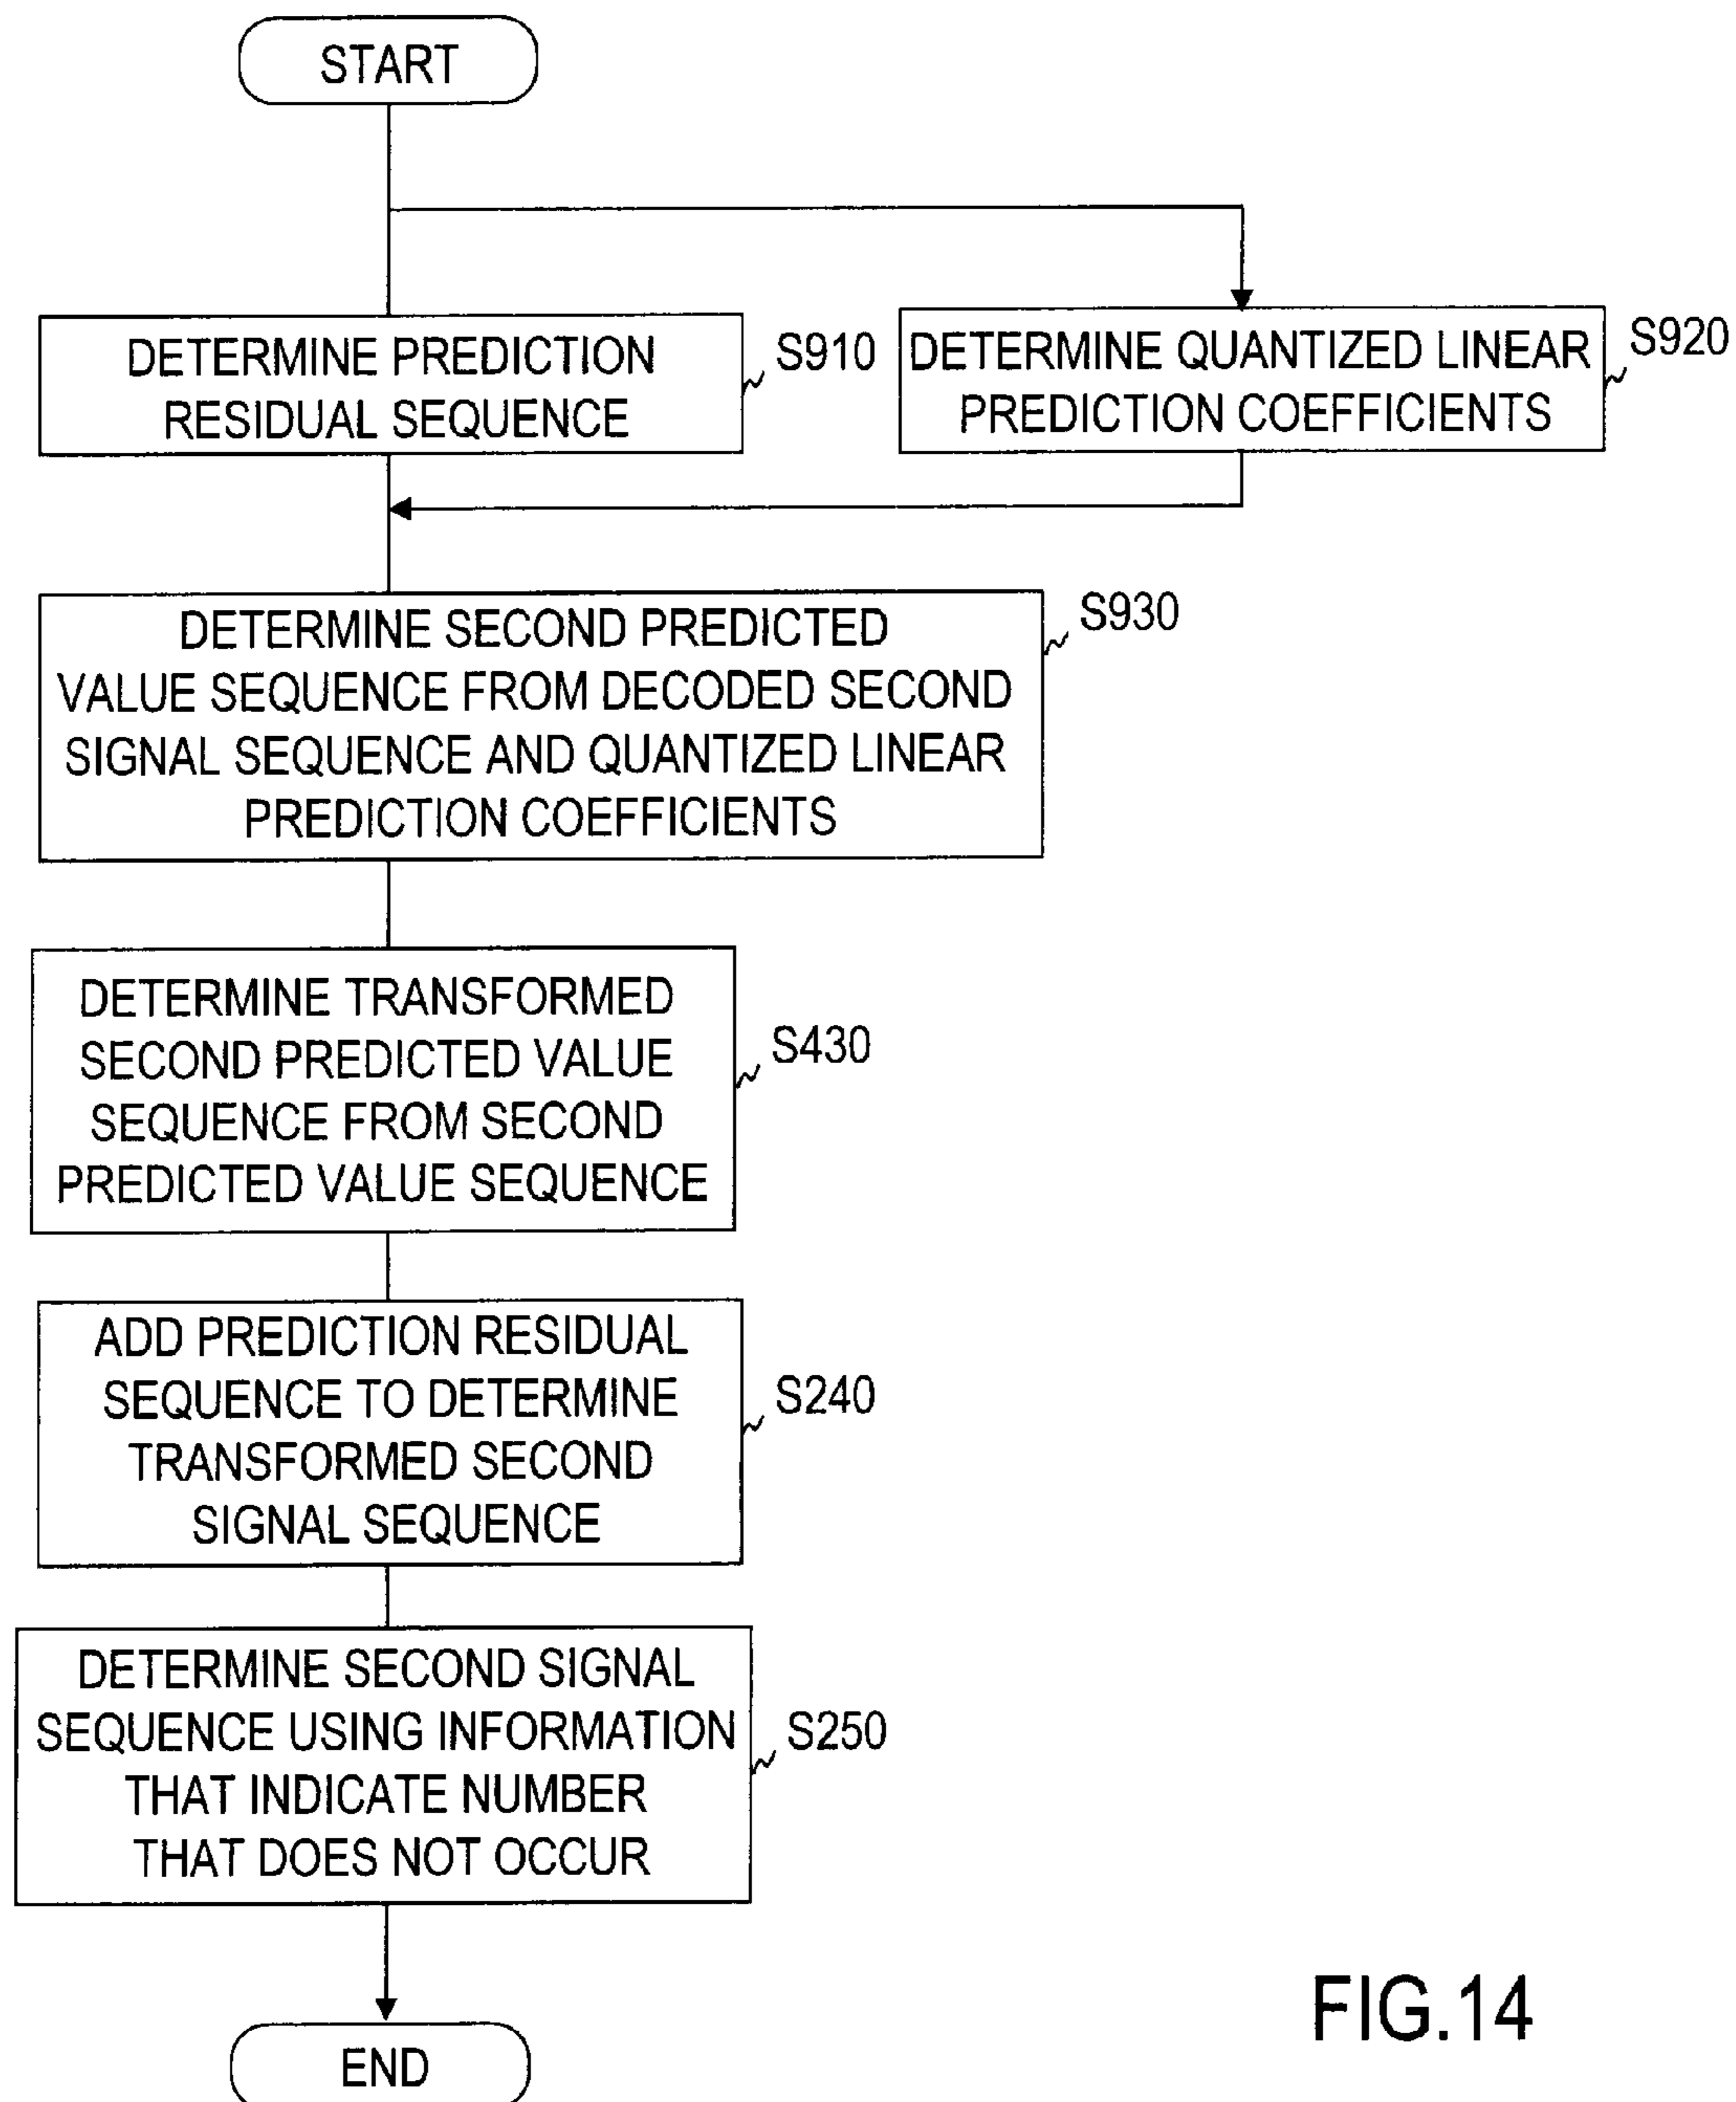 START
DETERMINE PREDICTION
RESIDUAL SEQUENCE
S910
DETERMINE QUANTIZED LINEAR
PREDICTION COEFFICIENTS
S920
DETERMINE SECOND PREDICTED
VALUE SEQUENCE FROM DECODED SECOND
SIGNAL SEQUENCE AND QUANTIZED LINEAR
PREDICTION COEFFICIENTS
S930
DETERMINE TRANSFORMED
SECOND PREDICTED VALUE
SEQUENCE FROM SECOND
PREDICTED VALUE SEQUENCE
S430
ADD PREDICTION RESIDUAL
SEQUENCE TO DETERMINE
TRANSFORMED SECOND
SIGNAL SEQUENCE
S240
DETERMINE SECOND SIGNAL
SEQUENCE USING INFORMATION
THAT INDICATE NUMBER
THAT DOES NOT OCCUR
S250
END
FIG.14